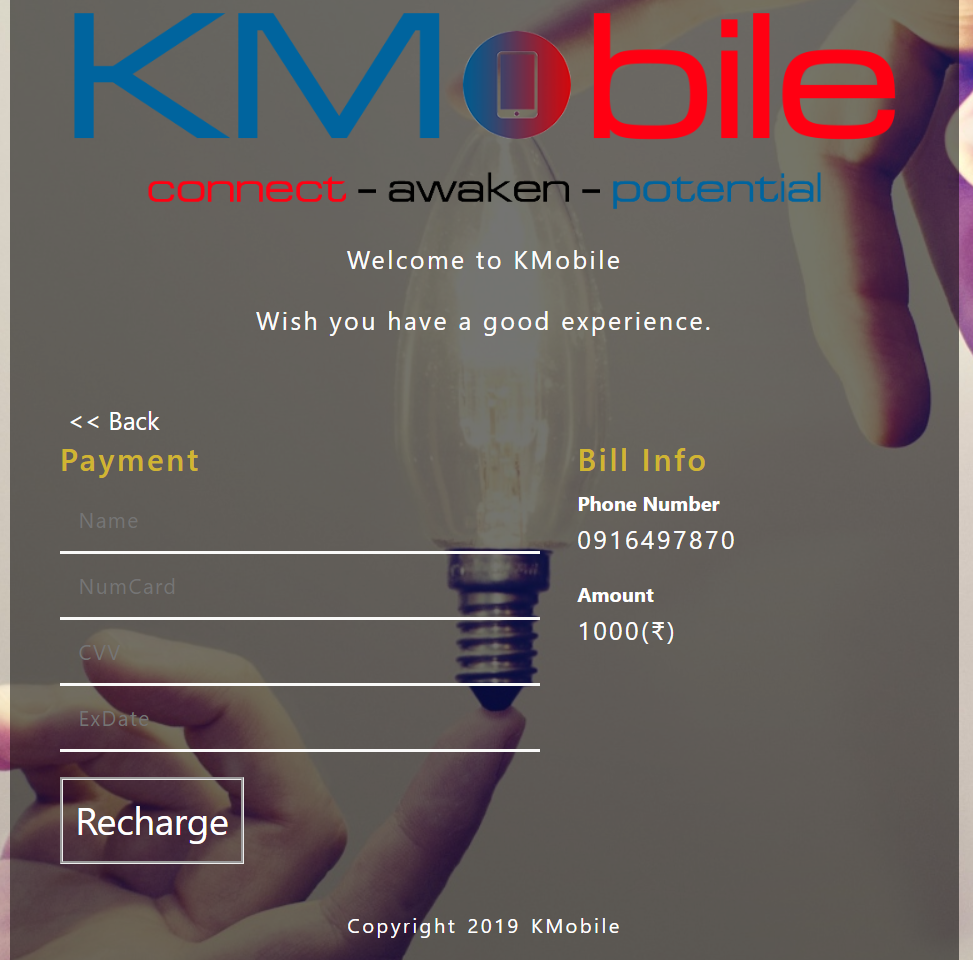 KMobile
connect - awaken - potential
Welcome to KMobile
Wish you have a good experience.
<< Back
Payment
Name
NumCard
CVV
ExDate
Recharge
Bill Info
Phone Number
0916497870
Amount
1000(₹)
Copyright 2019 KMobile